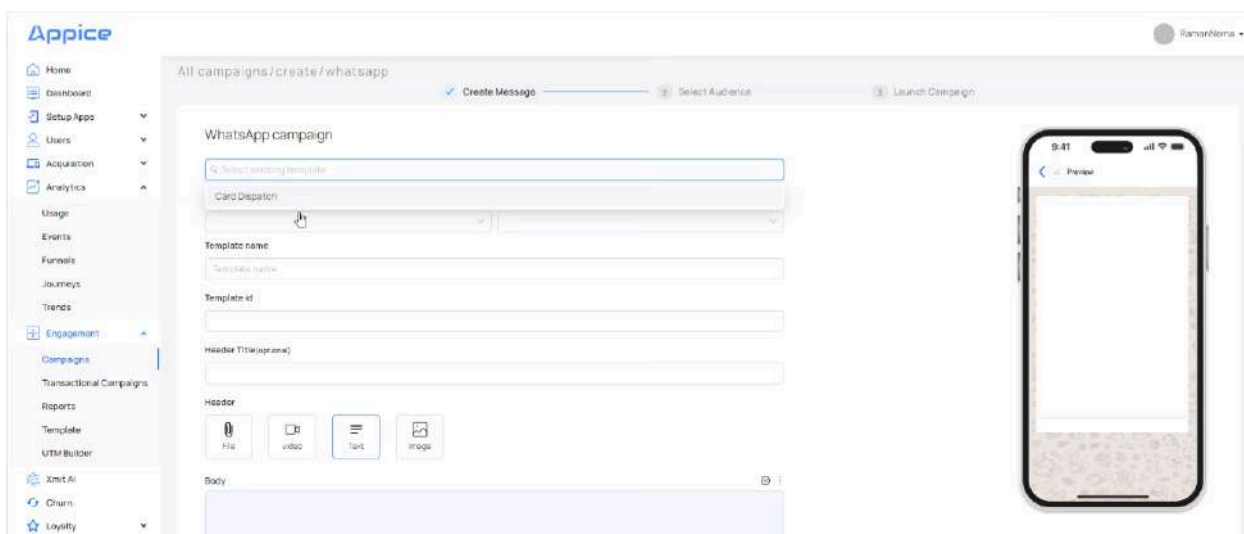 Appice
RamanNema
Home
Dashboard
Setup Apps
Users
Acquisition
Analytics
Usage
Events
Funnels
Journeys
Trends
Engagement
Campaigns
Transactional Campaigns
Reports
Template
UTM Builder
Xmit AI
Churn
Loyalty
All campaigns/create/whatsapp
Create Message
2 Select Audience
3 Launch Campaign
WhatsApp campaign
Select existing template
Card Dispatch
Template name
Template name
Template id
Header Title(optional)
Header
File
video
Text
Image
Body
9:41
Preview